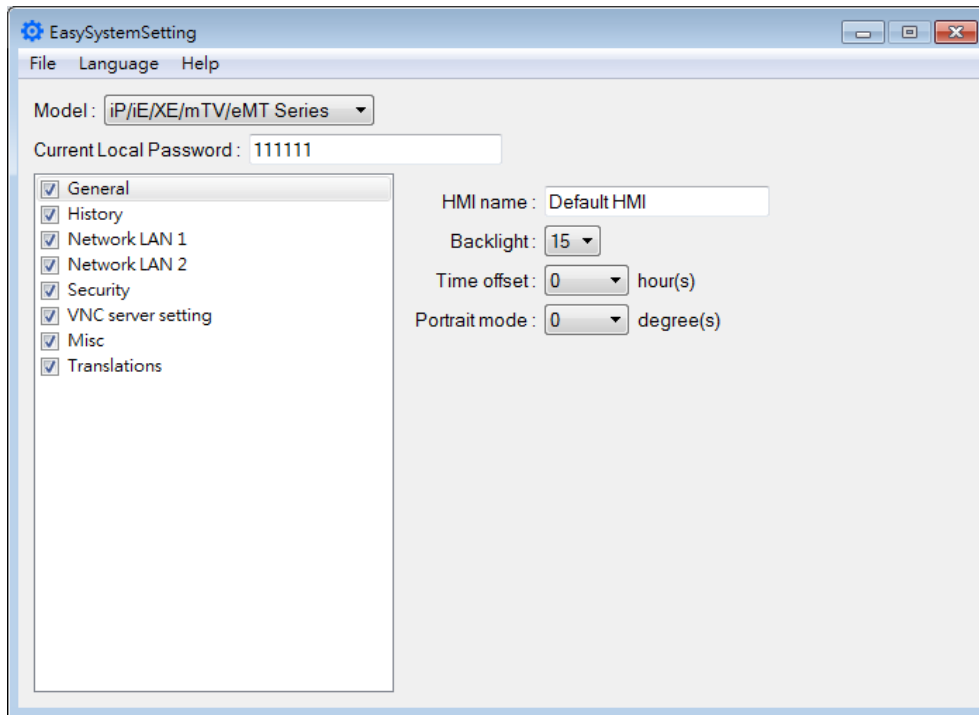 EasySystemSetting
File Language Help
Model : iP/iE/XE/mTV/eMT Series
Current Local Password : 111111
General
History
Network LAN 1
Network LAN 2
Security
VNC server setting
Misc
Translations
HMI name : Default HMI
Backlight : 15
Time offset : 0 hour(s)
Portrait mode : 0 degree(s)